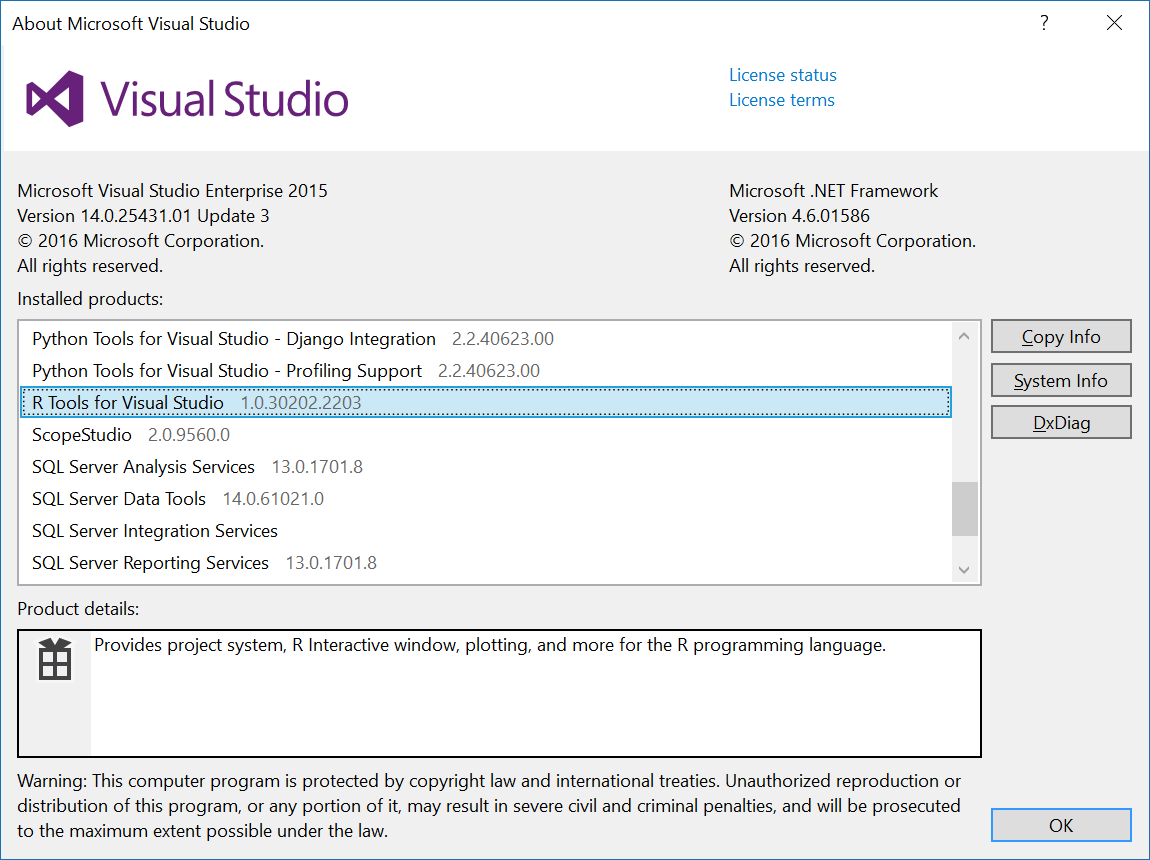 About Microsoft Visual Studio
?
Visual Studio
License status
License terms
Microsoft Visual Studio Enterprise 2015
Version 14.0.25431.01 Update 3
© 2016 Microsoft Corporation.
All rights reserved.
Microsoft .NET Framework
Version 4.6.01586
© 2016 Microsoft Corporation.
All rights reserved.
Installed products:
Python Tools for Visual Studio - Django Integration 2.2.40623.00
Python Tools for Visual Studio - Profiling Support 2.2.40623.00
R Tools for Visual Studio 1.0.30202.2203
ScopeStudio 2.0.9560.0
SQL Server Analysis Services 13.0.1701.8
SQL Server Data Tools 14.0.61021.0
SQL Server Integration Services
SQL Server Reporting Services 13.0.1701.8
Copy Info
System Info
DxDiag
Product details:
Provides project system, R Interactive window, plotting, and more for the R programming language.
Warning: This computer program is protected by copyright law and international treaties. Unauthorized reproduction or
distribution of this program, or any portion of it, may result in severe civil and criminal penalties, and will be prosecuted
to the maximum extent possible under the law.
OK